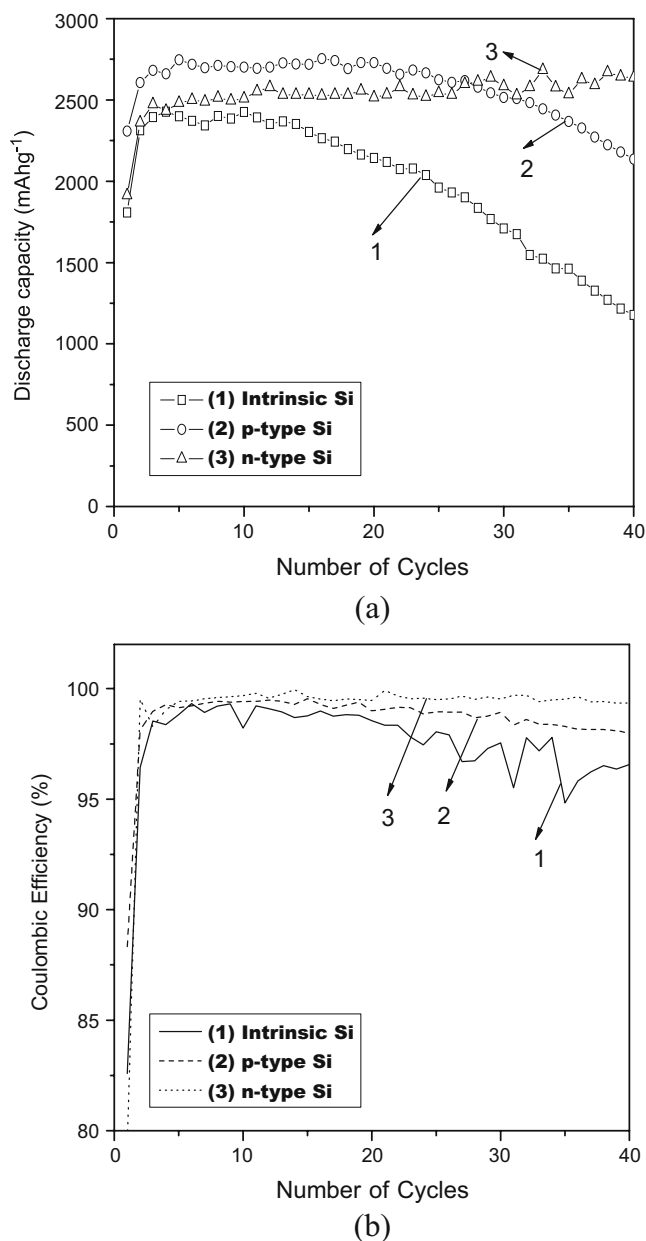 3000
2500
2000
1500
1000
500
0
Discharge capacity (mAhg⁻¹)
3
2
1
(1) Intrinsic Si
(2) p-type Si
(3) n-type Si
0 10 20 30 40
Number of Cycles
(a)
100
95
90
85
80
Coulombic Efficiency (%)
3
2
1
(1) Intrinsic Si
(2) p-type Si
(3) n-type Si
0 10 20 30 40
Number of Cycles
(b)